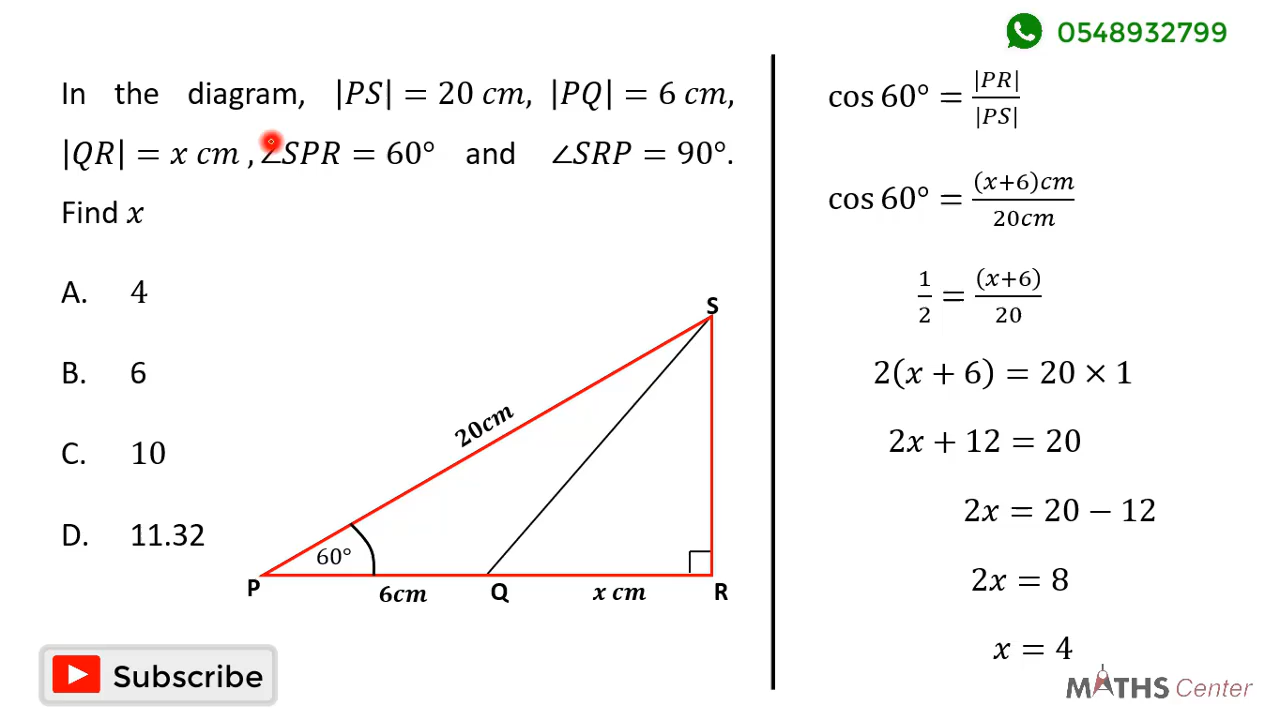 0548932799
In the diagram, |PS| = 20 cm, |PQ| = 6 cm,
|QR| = x cm , ∠SPR = 60° and ∠SRP = 90°.
Find x
A. 4
B. 6
C. 10
D. 11.32
S
20cm
60°
P
6cm
Q
x cm
R
Subscribe
cos 60° = |PR|/|PS|
cos 60° = (x+6)cm/20cm
1/2 = (x+6)/20
2(x + 6) = 20 × 1
2x + 12 = 20
2x = 20 − 12
2x = 8
x = 4
MATHS Center